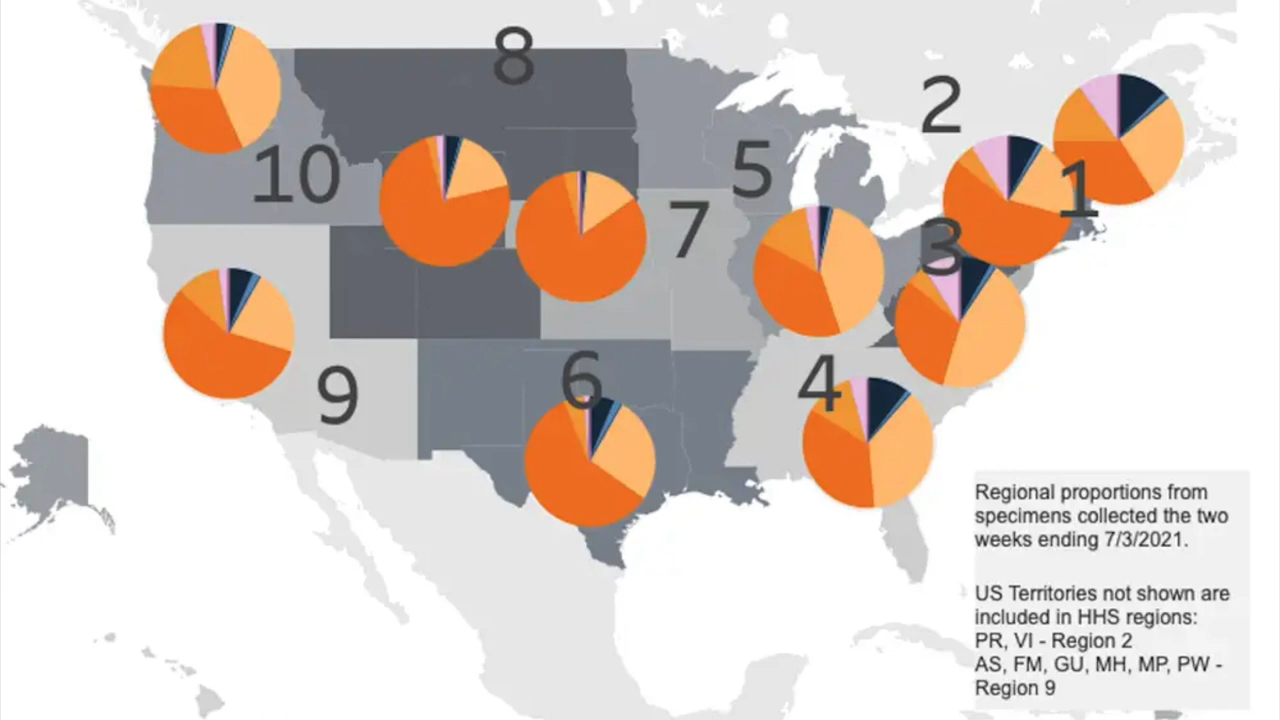 8
2
5
10
1
7
3
6
4
9
Regional proportions from
specimens collected the two
weeks ending 7/3/2021.
US Territories not shown are
included in HHS regions:
PR, VI - Region 2
AS, FM, GU, MH, MP, PW -
Region 9